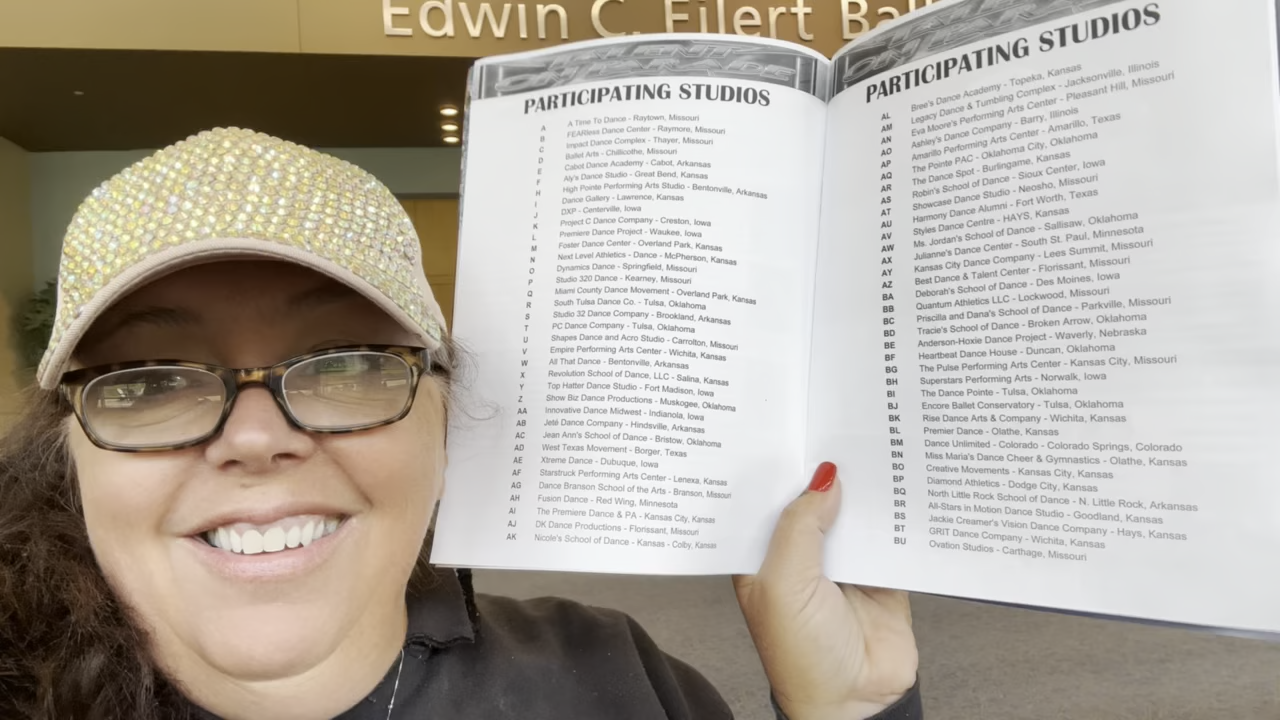 Edwin C. Eilert Ball
PARTICIPATING STUDIOS
A A Time To Dance - Raytown, Missouri
B FEARless Dance Center - Raymore, Missouri
C Impact Dance Complex - Thayer, Missouri
D Ballet Arts - Chillicothe, Missouri
E Cabot Dance Academy - Cabot, Arkansas
F Aly's Dance Studio - Great Bend, Kansas
H High Pointe Performing Arts Studio - Bentonville, Arkansas
I Dance Gallery - Lawrence, Kansas
J DXP - Centerville, Iowa
K Project C Dance Company - Creston, Iowa
L Premiere Dance Project - Waukee, Iowa
M Foster Dance Center - Overland Park, Kansas
N Next Level Athletics - Dance - McPherson, Kansas
O Dynamics Dance - Springfield, Missouri
P Studio 320 Dance - Kearney, Missouri
Q Miami County Dance Movement - Overland Park, Kansas
R South Tulsa Dance Co. - Tulsa, Oklahoma
S Studio 32 Dance Company - Brookland, Arkansas
T PC Dance Company - Tulsa, Oklahoma
U Shapes Dance and Acro Studio - Carrolton, Missouri
V Empire Performing Arts Center - Wichita, Kansas
W All That Dance - Bentonville, Arkansas
X Revolution School of Dance, LLC - Salina, Kansas
Y Top Hatter Dance Studio - Fort Madison, Iowa
Z Show Biz Dance Productions - Muskogee, Oklahoma
AA Innovative Dance Midwest - Indianola, Iowa
AB Jeté Dance Company - Hindsville, Arkansas
AC Jean Ann's School of Dance - Bristow, Oklahoma
AD West Texas Movement - Borger, Texas
AE Xtreme Dance - Dubuque, Iowa
AF Starstruck Performing Arts Center - Lenexa, Kansas
AG Dance Branson School of the Arts - Branson, Missouri
AH Fusion Dance - Red Wing, Minnesota
AI The Premiere Dance & PA - Kansas City, Kansas
AJ DK Dance Productions - Florissant, Missouri
AK Nicole's School of Dance - Kansas - Colby, Kansas
PARTICIPATING STUDIOS
AL Bree's Dance Academy - Topeka, Kansas
AM Legacy Dance & Tumbling Complex - Jacksonville, Illinois
AN Eva Moore's Performing Arts Center - Pleasant Hill, Missouri
AO Ashley's Dance Company - Barry, Illinois
AP Amarillo Performing Arts Center - Amarillo, Texas
AQ The Pointe PAC - Oklahoma City, Oklahoma
AR The Dance Spot - Burlingame, Kansas
AS Robin's School of Dance - Sioux Center, Iowa
AT Showcase Dance Studio - Neosho, Missouri
AU Harmony Dance Alumni - Fort Worth, Texas
AV Styles Dance Centre - HAYS, Kansas
AW Ms. Jordan's School of Dance - Sallisaw, Oklahoma
AX Julianne's Dance Center - South St. Paul, Minnesota
AY Kansas City Dance Company - Lees Summit, Missouri
AZ Best Dance & Talent Center - Florissant, Missouri
BA Deborah's School of Dance - Des Moines, Iowa
BB Quantum Athletics LLC - Lockwood, Missouri
BC Priscilla and Dana's School of Dance - Parkville, Missouri
BD Tracie's School of Dance - Broken Arrow, Oklahoma
BE Anderson-Hoxie Dance Project - Waverly, Nebraska
BF Heartbeat Dance House - Duncan, Oklahoma
BG The Pulse Performing Arts Center - Kansas City, Missouri
BH Superstars Performing Arts - Norwalk, Iowa
BI The Dance Pointe - Tulsa, Oklahoma
BJ Encore Ballet Conservatory - Tulsa, Oklahoma
BK Rise Dance Arts & Company - Wichita, Kansas
BL Premier Dance - Olathe, Kansas
BM Dance Unlimited - Colorado - Colorado Springs, Colorado
BN Miss Maria's Dance Cheer & Gymnastics - Olathe, Kansas
BO Creative Movements - Kansas City, Kansas
BP Diamond Athletics - Dodge City, Kansas
BQ North Little Rock School of Dance - N. Little Rock, Arkansas
BR All-Stars in Motion Dance Studio - Goodland, Kansas
BS Jackie Creamer's Vision Dance Company - Hays, Kansas
BT GRIT Dance Company - Wichita, Kansas
BU Ovation Studios - Carthage, Missouri